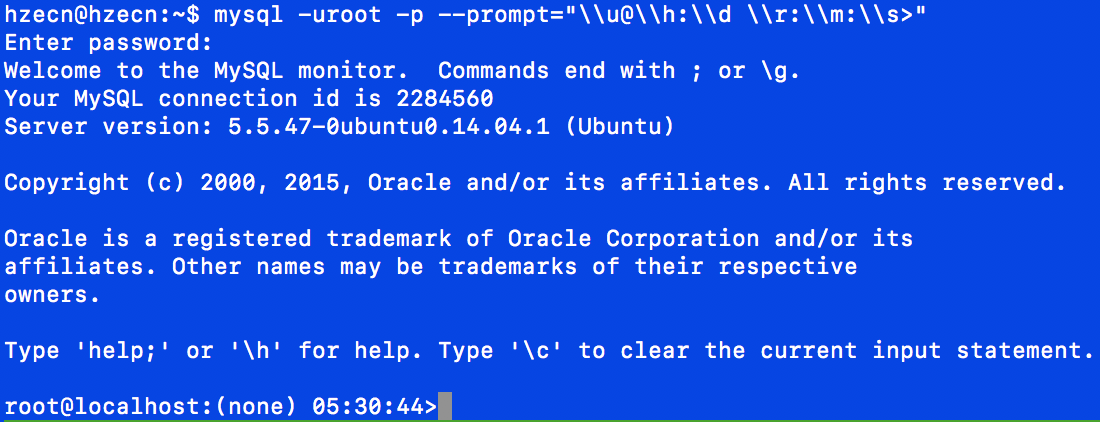 hzecn@hzecn:~$ mysql -uroot -p --prompt="\\u@\\h:\\d \\r:\\m:\\s>"
Enter password:
Welcome to the MySQL monitor.  Commands end with ; or \g.
Your MySQL connection id is 2284560
Server version: 5.5.47-0ubuntu0.14.04.1 (Ubuntu)

Copyright (c) 2000, 2015, Oracle and/or its affiliates. All rights reserved.

Oracle is a registered trademark of Oracle Corporation and/or its
affiliates. Other names may be trademarks of their respective
owners.

Type 'help;' or '\h' for help. Type '\c' to clear the current input statement.

root@localhost:(none) 05:30:44>